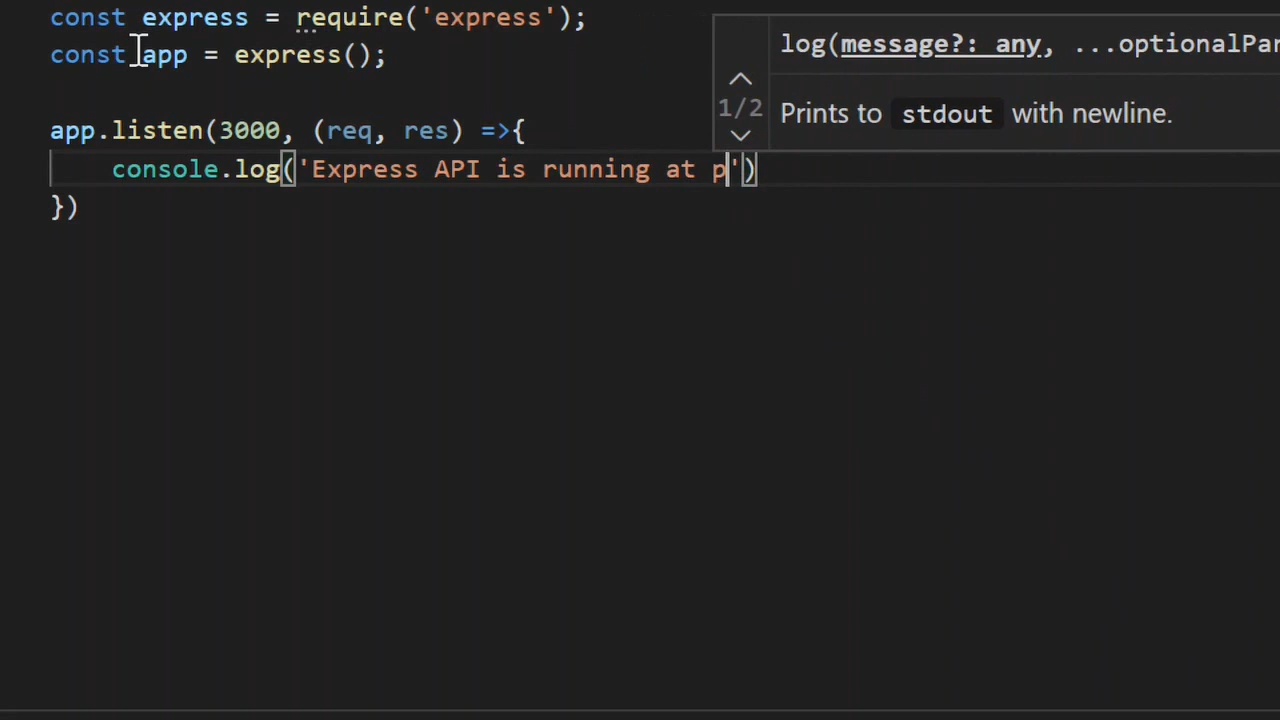 const express = require('express');
const app = express();
log(message?: any, ...optionalPar
1/2
Prints to stdout with newline.
app.listen(3000, (req, res) =>{
console.log('Express API is running at p')
})